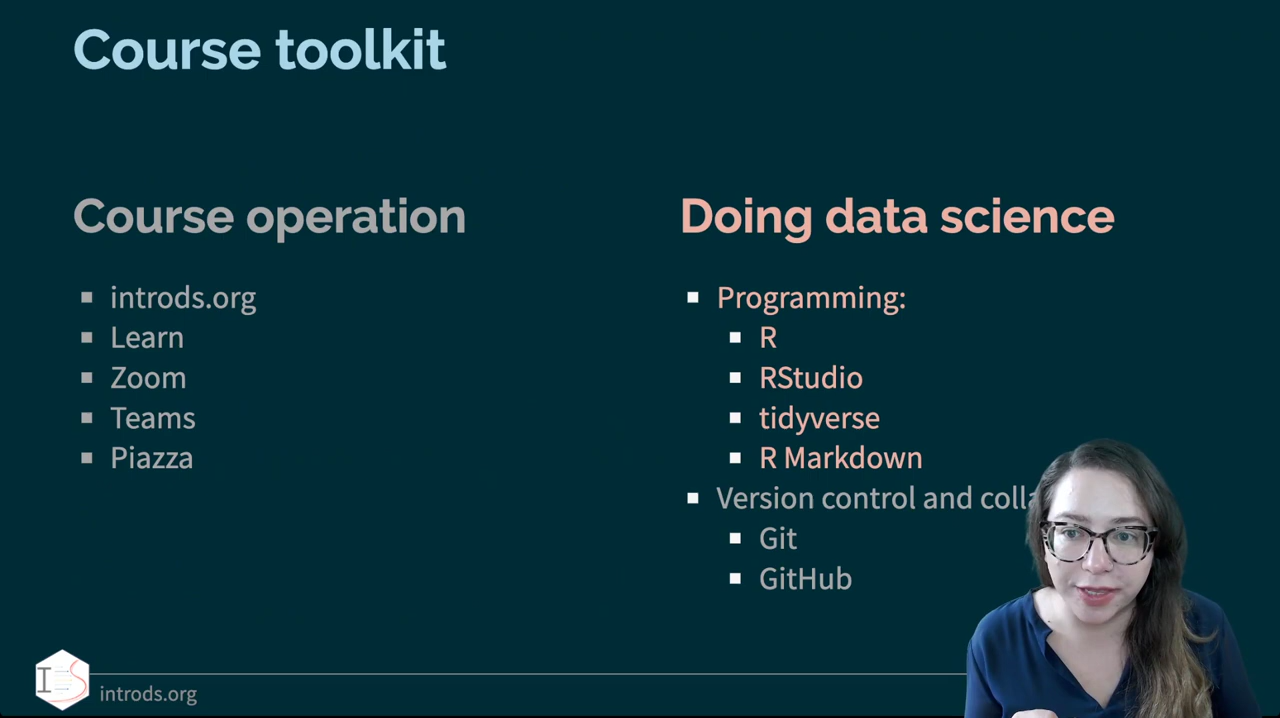 Course toolkit
Course operation
introds.org
Learn
Zoom
Teams
Piazza
Doing data science
Programming:
R
RStudio
tidyverse
R Markdown
Version control and
Git
GitHub
introds.org